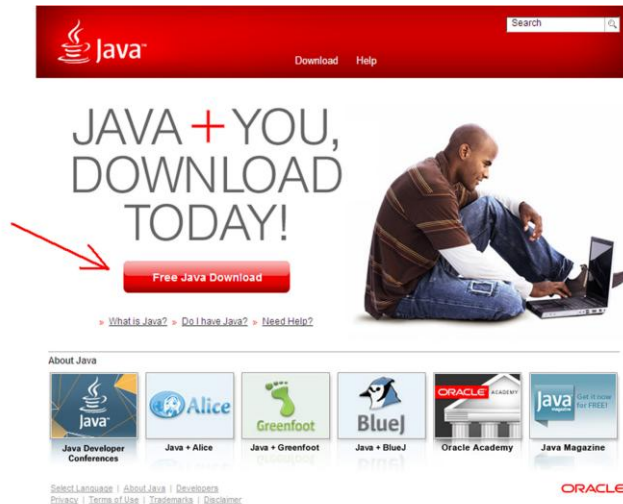 Search
Java™
Download Help
JAVA + YOU,
DOWNLOAD
TODAY!
Free Java Download
» What is Java? » Do I have Java? » Need Help?
About Java
Java™
Alice
Greenfoot
BlueJ
ORACLE ACADEMY
Java magazine
Get it now
for FREE!
Java Developer
Conferences
Java + Alice
Java + Greenfoot
Java + BlueJ
Oracle Academy
Java Magazine
Select Language | About Java | Developers
Privacy | Terms of Use | Trademarks | Disclaimer
ORACLE